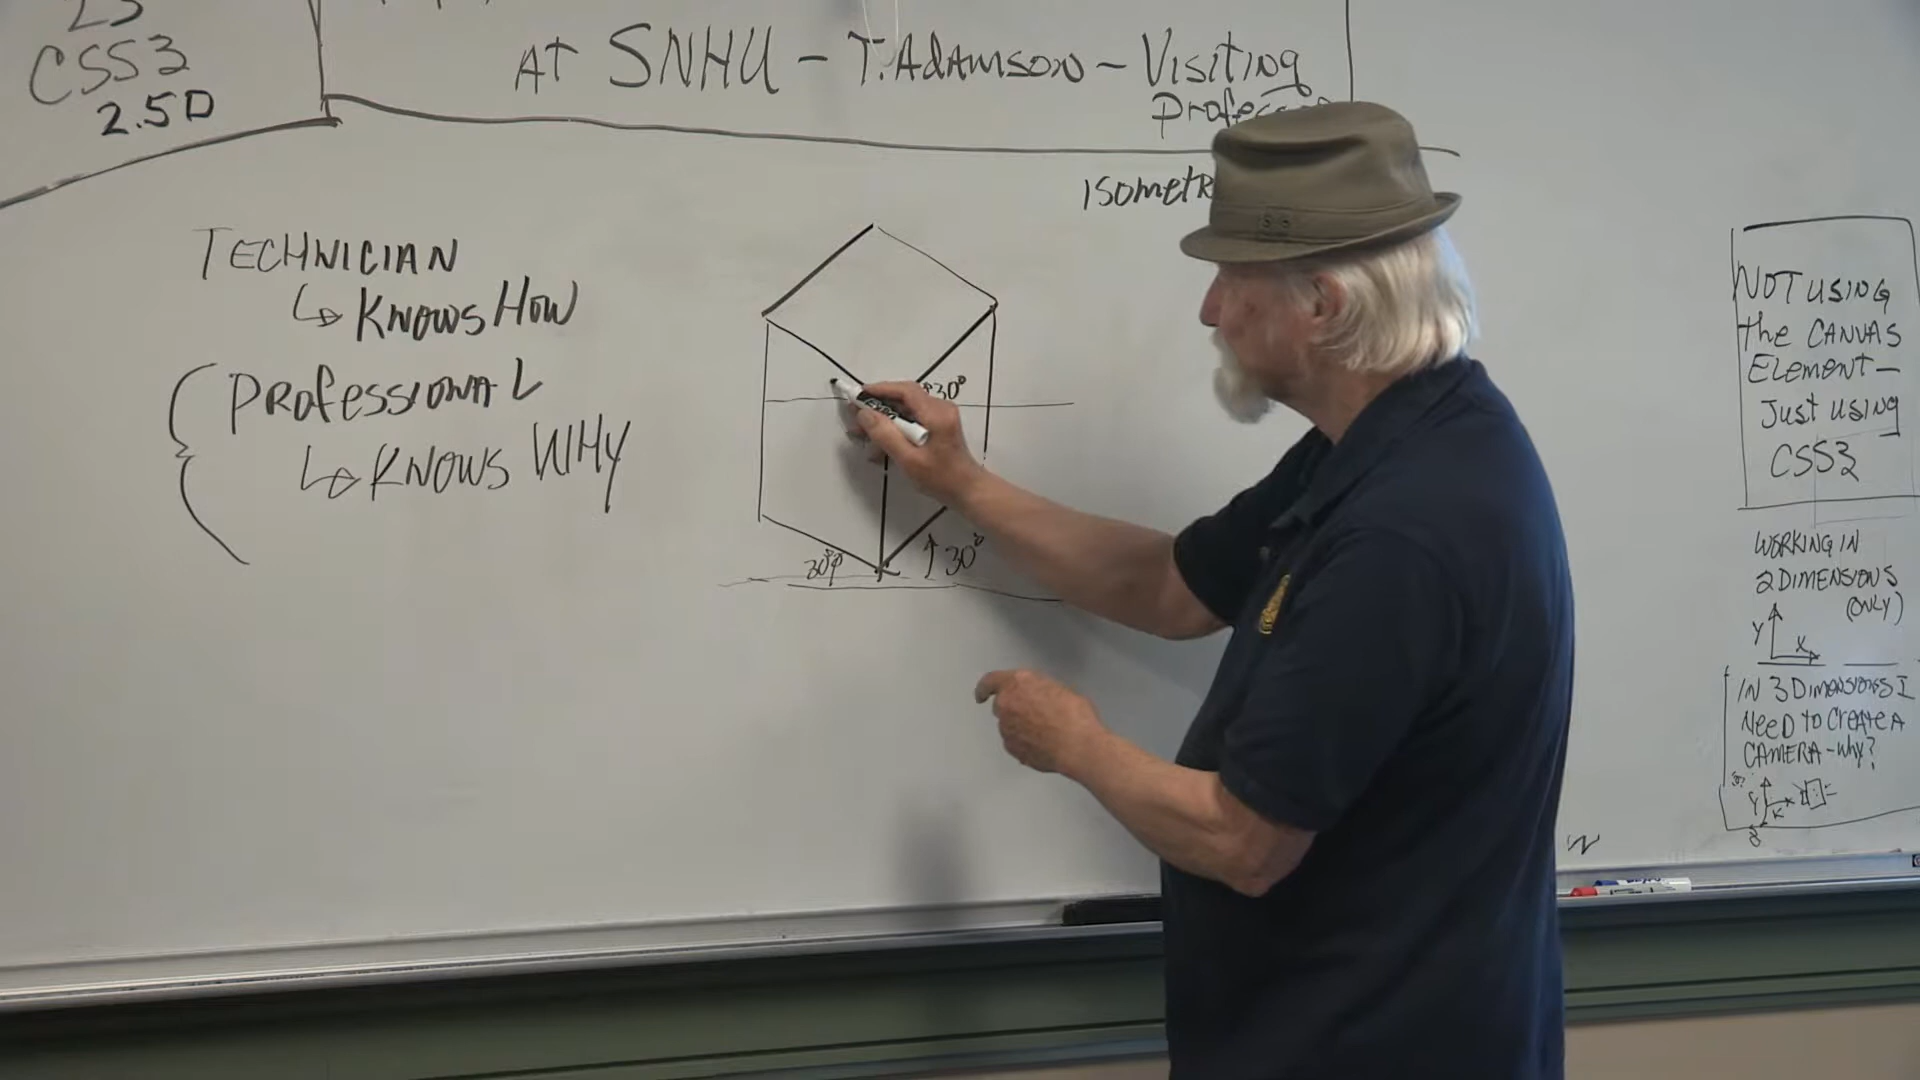 CSS3
2.5D
AT SNHU - T. Adamson - Visiting
TECHNICIAN
↳ KNOWS HOW
PROfessionAL
↳ KNOWS WHY
30°
30°
30°
NOT USING
the CANVAS
Element -
Just using
CSS3
WORKING IN
2 DIMENSIONS
(ONLY)
Y
X
IN 3 Dimensions I
Need to Create A
CAMERA - why?